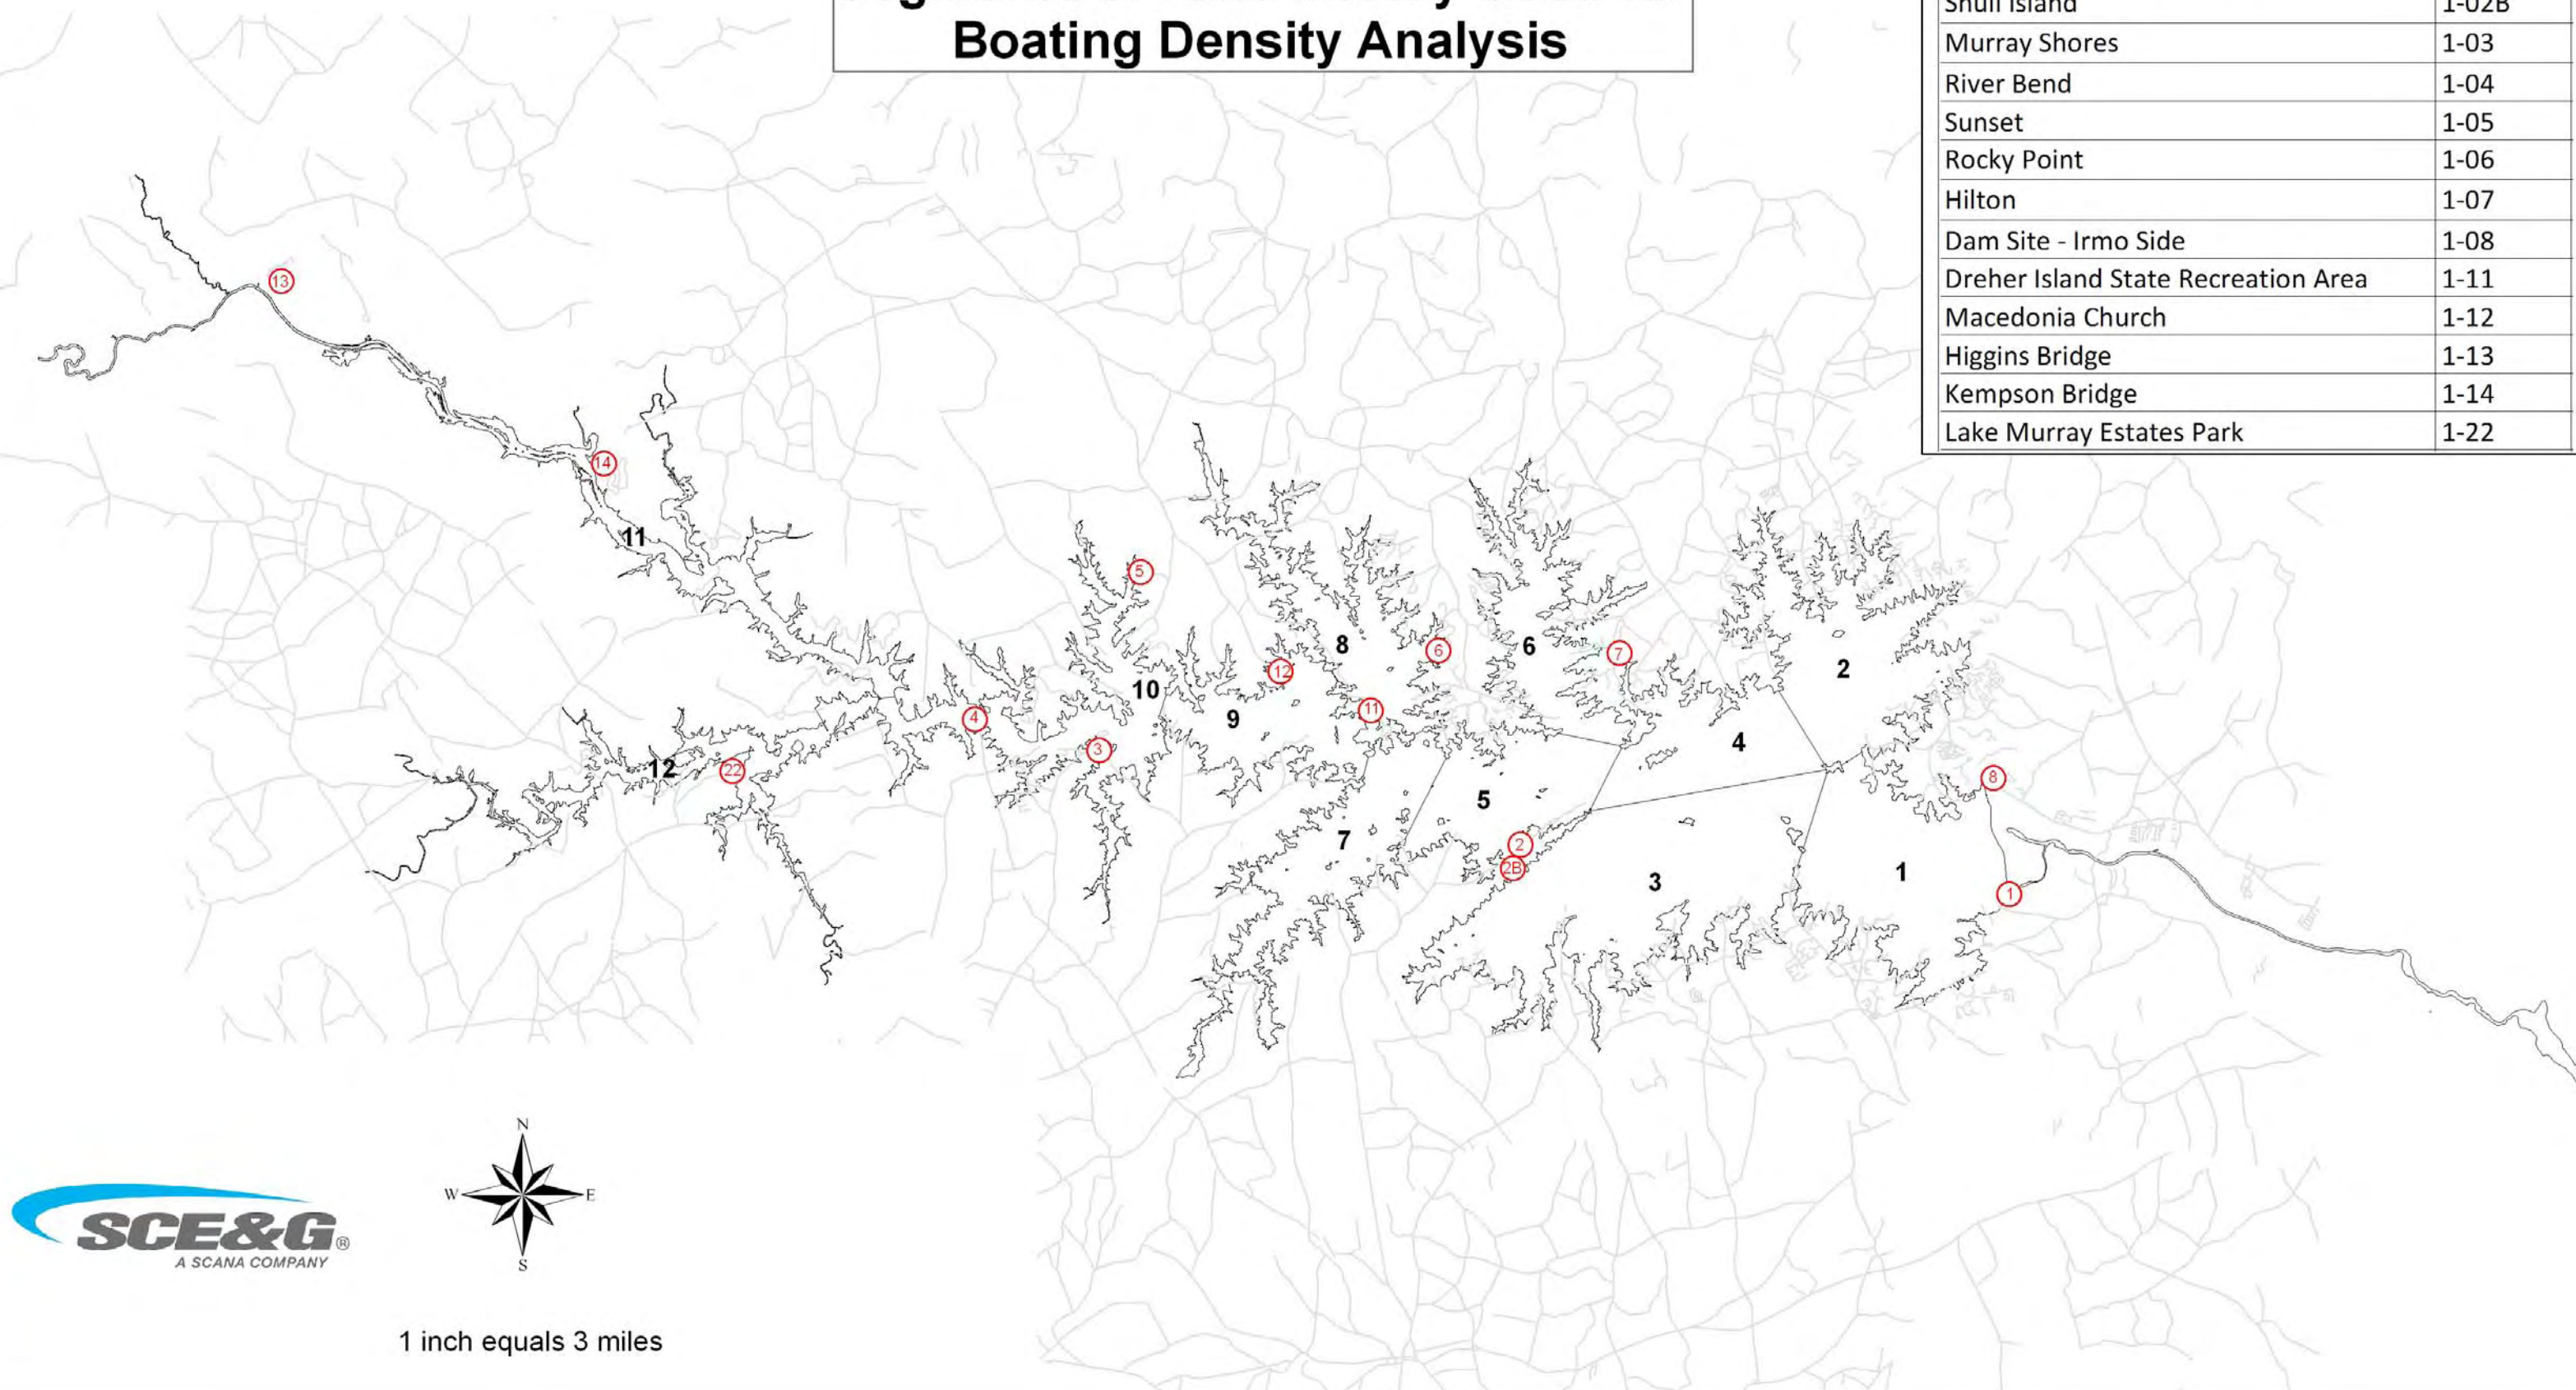 Boating Density Analysis
Shull Island 1-02B
Murray Shores 1-03
River Bend 1-04
Sunset 1-05
Rocky Point 1-06
Hilton 1-07
Dam Site - Irmo Side 1-08
Dreher Island State Recreation Area 1-11
Macedonia Church 1-12
Higgins Bridge 1-13
Kempson Bridge 1-14
Lake Murray Estates Park 1-22
13
14
11
5
8
6
6
7
2
12
10
11
9
4
3
4
12
22
8
5
7
2
2B
3
1
1
N
W E
S
SCE&G®
A SCANA COMPANY
1 inch equals 3 miles